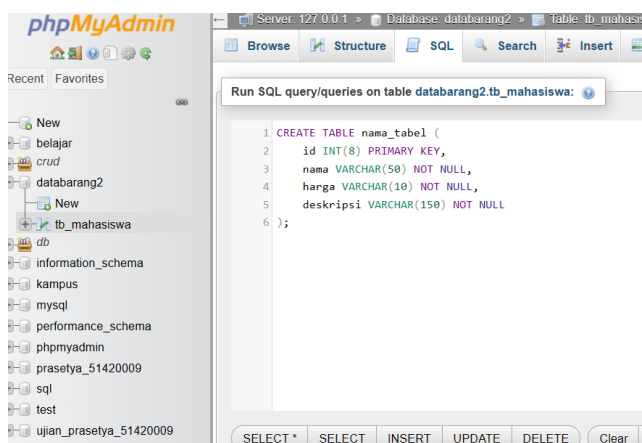 phpMyAdmin
Recent Favorites
New
belajar
crud
databarang2
New
tb_mahasiswa
db
information_schema
kampus
mysql
performance_schema
phpmyadmin
prasetya_51420009
sql
test
ujian_prasetya_51420009
Server: 127.0.0.1 » Database: databarang2 » Table: tb_mahasis
Browse Structure SQL Search Insert
Run SQL query/queries on table databarang2.tb_mahasiswa:
1 CREATE TABLE nama_tabel (
2 id INT(8) PRIMARY KEY,
3 nama VARCHAR(50) NOT NULL,
4 harga VARCHAR(10) NOT NULL,
5 deskripsi VARCHAR(150) NOT NULL
6 );
SELECT * SELECT INSERT UPDATE DELETE Clear